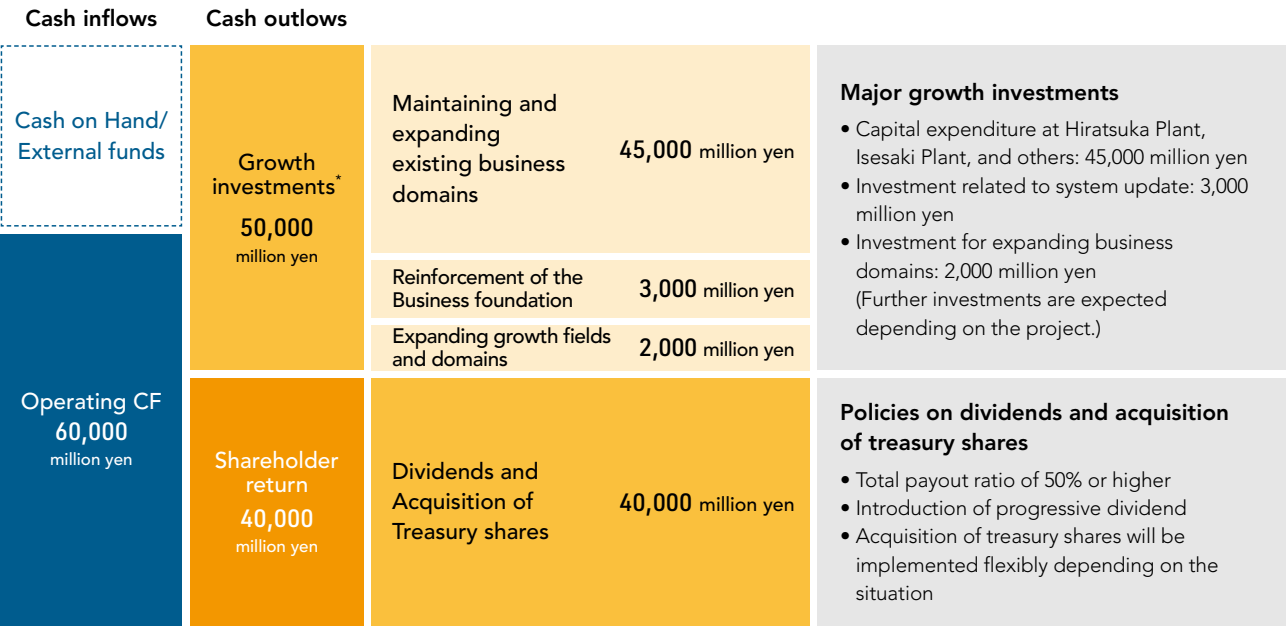 Cash inflows
Cash outlows
Cash on Hand/
External funds
Operating CF
60,000
million yen
Growth
investments*
50,000
million yen
Shareholder
return
40,000
million yen
Maintaining and
expanding
existing business
domains
45,000 million yen
Reinforcement of the
Business foundation
3,000 million yen
Expanding growth fields
and domains
2,000 million yen
Dividends and
Acquisition of
Treasury shares
40,000 million yen
Major growth investments
• Capital expenditure at Hiratsuka Plant,
Isesaki Plant, and others: 45,000 million yen
• Investment related to system update: 3,000
million yen
• Investment for expanding business
domains: 2,000 million yen
(Further investments are expected
depending on the project.)
Policies on dividends and acquisition
of treasury shares
• Total payout ratio of 50% or higher
• Introduction of progressive dividend
• Acquisition of treasury shares will be
implemented flexibly depending on the
situation